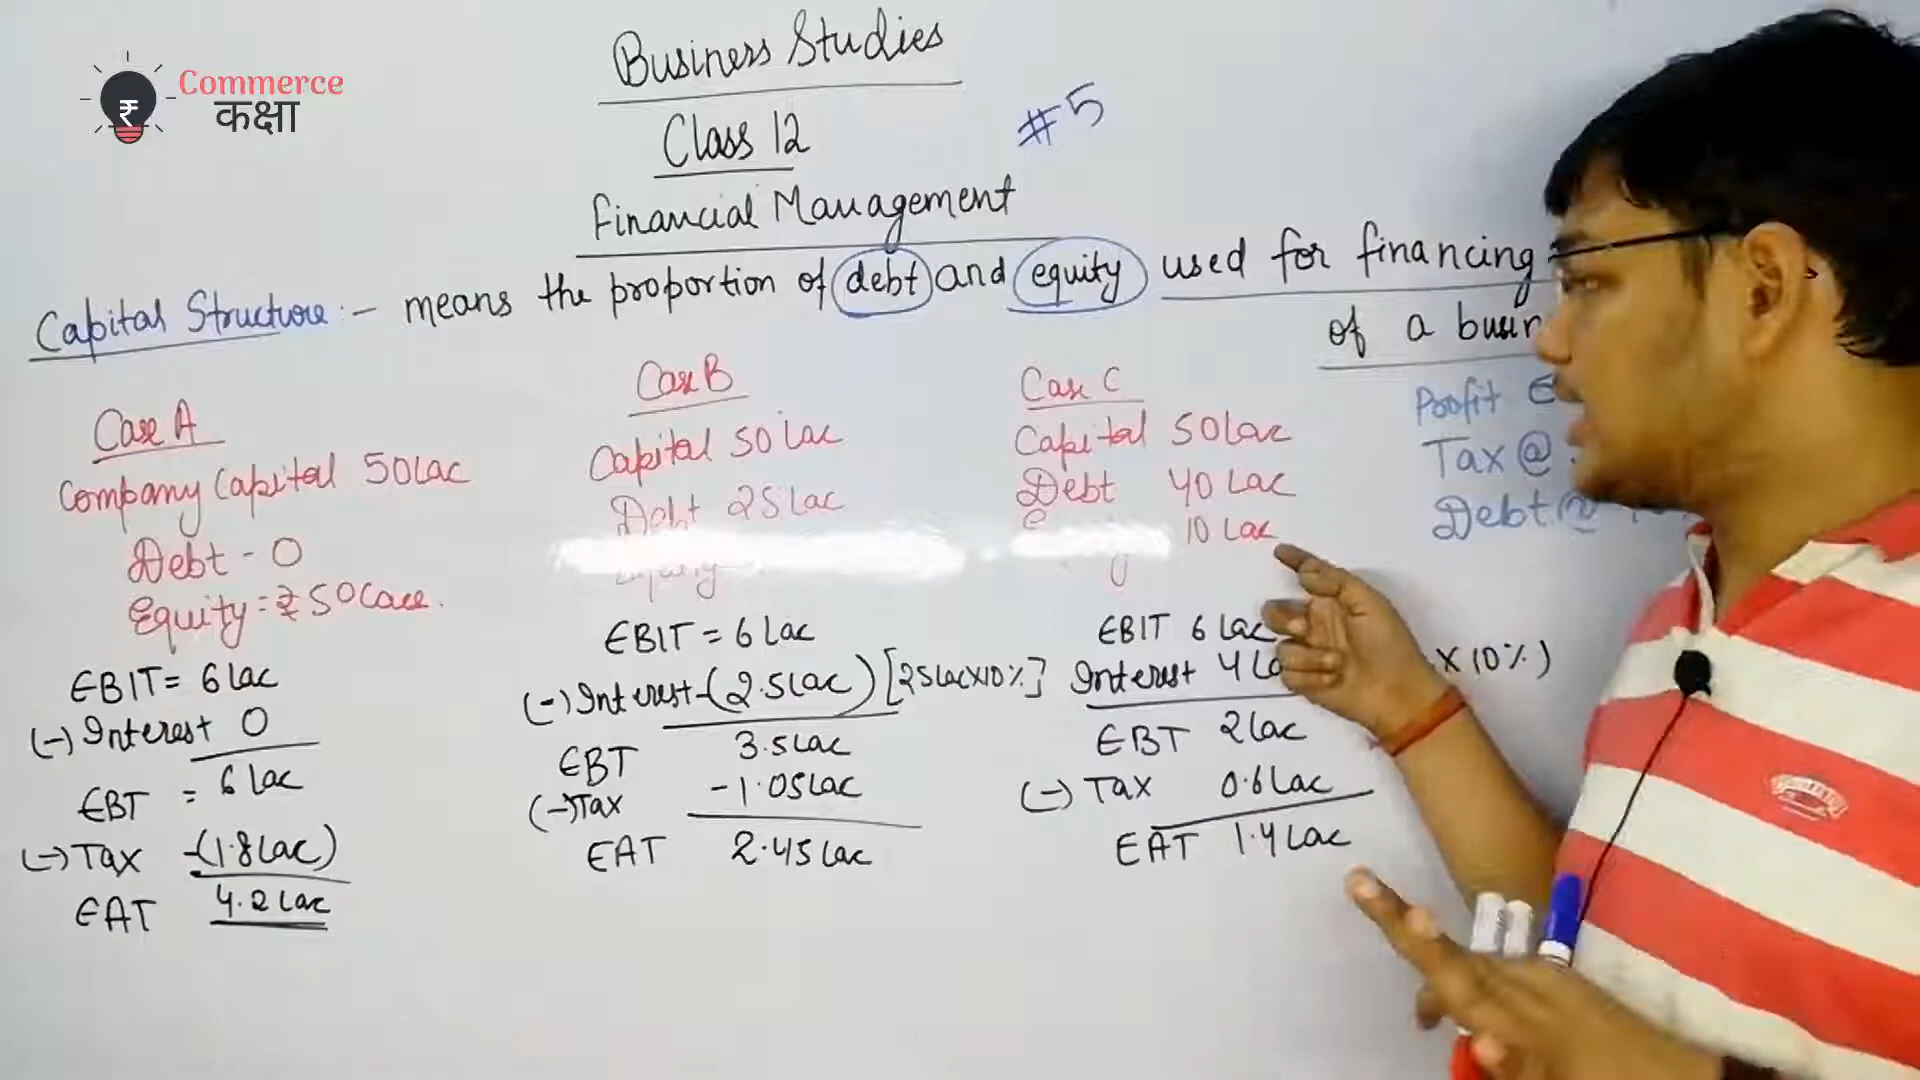 Commerce
कक्षा
₹
Business Studies
Class 12
#5
Financial Management
Capital Structure :- means the proportion of debt and equity used for financing
of a
Case A
Company Capital 50 Lac
Debt - 0
Equity = ₹ 50 Lac
EBIT = 6 lac
(-) Interest 0
EBT = 6 lac
(-) Tax -(1.8 Lac)
EAT 4.2 Lac
Case B
Capital 50 lac
Debt 25 lac
EBIT = 6 Lac
(-) Interest -(2.5 Lac) [25 Lac X 10%]
EBT 3.5 Lac
(-) Tax - 1.05 Lac
EAT 2.45 Lac
Case C
Capital 50 Lac
Debt 40 Lac
10 Lac
EBIT 6 Lac
Interest 4 X 10%)
EBT 2 lac
(-) Tax 0.6 Lac
EAT 1.4 Lac
Profit
Tax @
Debt @